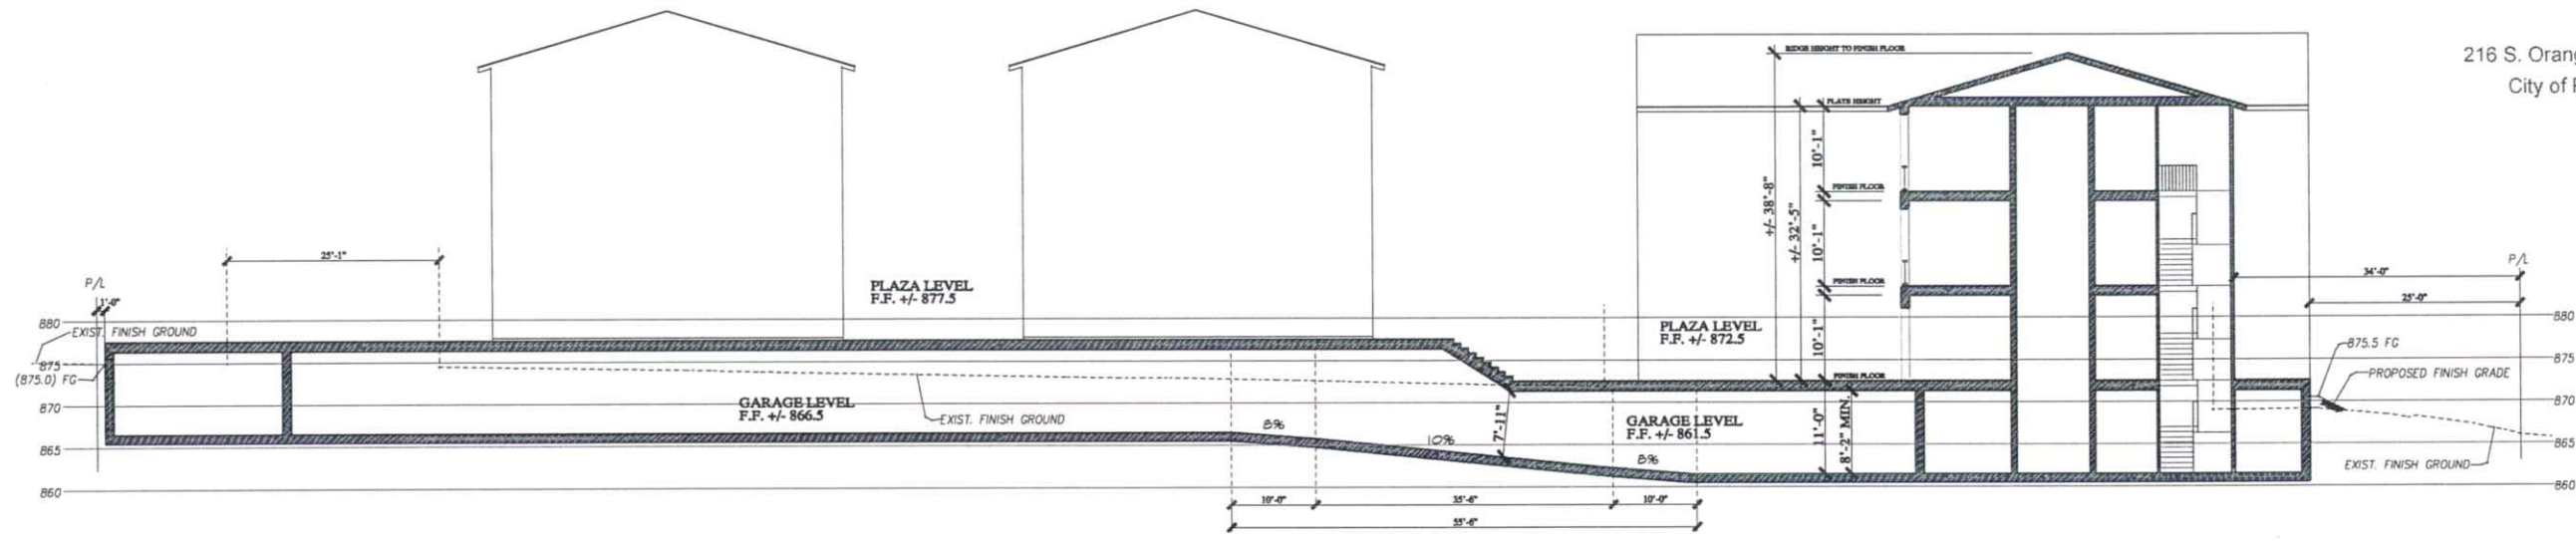 216 S. Orang
City of
RIDGE HEIGHT TO FINISH FLOOR
PLATE HEIGHT
+/- 38'-8"
+/- 32'-5"
10'-1"
FINISH FLOOR
10'-1"
FINISH FLOOR
10'-1"
FINISH FLOOR
25'-1"
P/L
1'-0"
PLAZA LEVEL
F.F. +/- 877.5
PLAZA LEVEL
F.F. +/- 872.5
34'-0"
25'-0"
P/L
880
EXIST. FINISH GROUND
875
(875.0) FG
870
865
860
GARAGE LEVEL
F.F. +/- 866.5
EXIST. FINISH GROUND
8%
10%
7'-11"
8%
GARAGE LEVEL
F.F. +/- 861.5
11'-0"
8'-2" MIN.
880
875.5 FG
875
PROPOSED FINISH GRADE
870
865
EXIST. FINISH GROUND
860
10'-0"
35'-6"
10'-0"
55'-6"